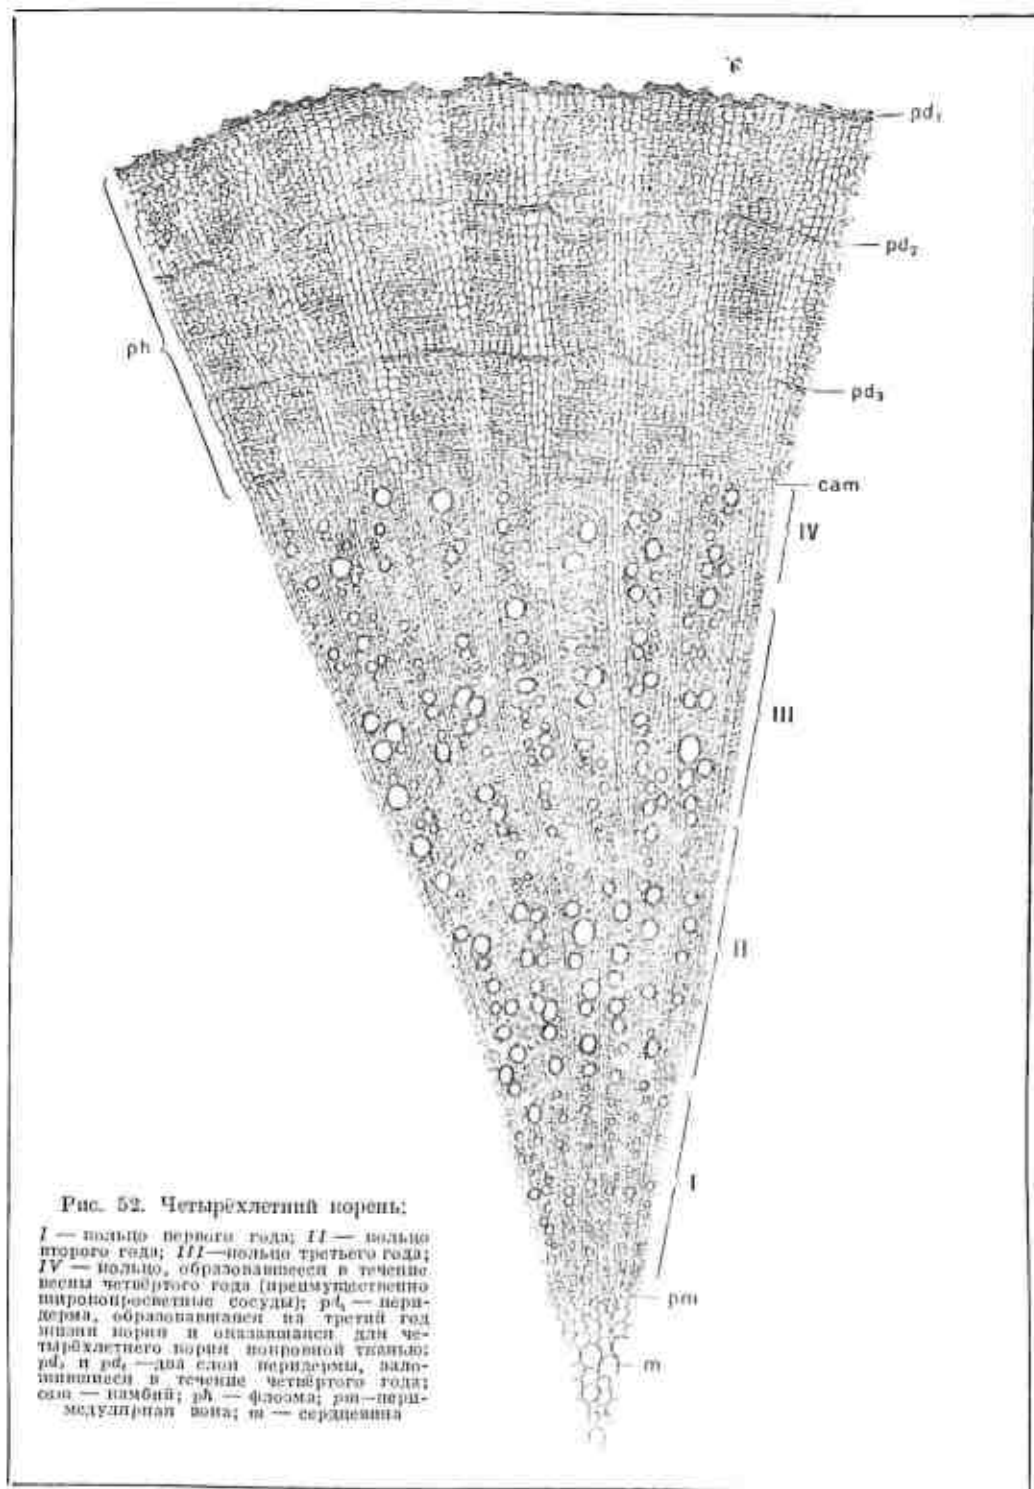 pd₁
pd₂
ph
pd₃
cam
IV
III
II
I
pm
m
Рис. 52. Четырёхлетний корень:
I — кольцо первого года; II — кольцо
второго года; III—кольцо третьего года;
IV — кольцо, образовавшееся в течение
весны четвёртого года (преимущественно
широкопросветные сосуды); pd₁ — пери-
дерма, образовавшаяся на третий год
жизни корня и оказавшаяся для че-
тырёхлетнего корня покровной тканью;
pd₂ и pd₃ —два слоя перидермы, зало-
жившиеся в течение четвёртого года;
cam — камбий; ph — флоэма; pm—пери-
медулярная зона; m — сердцевина